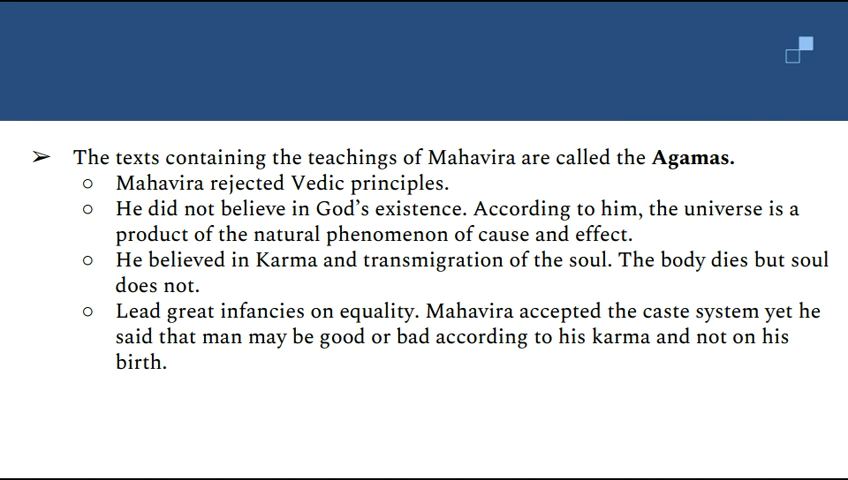 ➢ The texts containing the teachings of Mahavira are called the Agamas.
○ Mahavira rejected Vedic principles.
○ He did not believe in God’s existence. According to him, the universe is a
product of the natural phenomenon of cause and effect.
○ He believed in Karma and transmigration of the soul. The body dies but soul
does not.
○ Lead great infancies on equality. Mahavira accepted the caste system yet he
said that man may be good or bad according to his karma and not on his
birth.